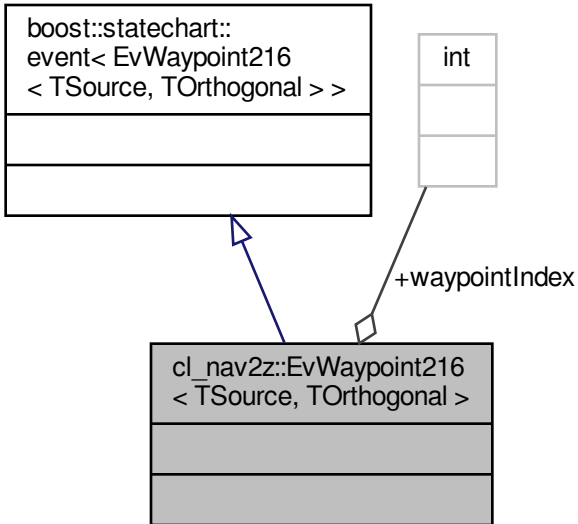 boost::statechart::
event< EvWaypoint216
< TSource, TOrthogonal > >
int
+waypointIndex
cl_nav2z::EvWaypoint216
< TSource, TOrthogonal >